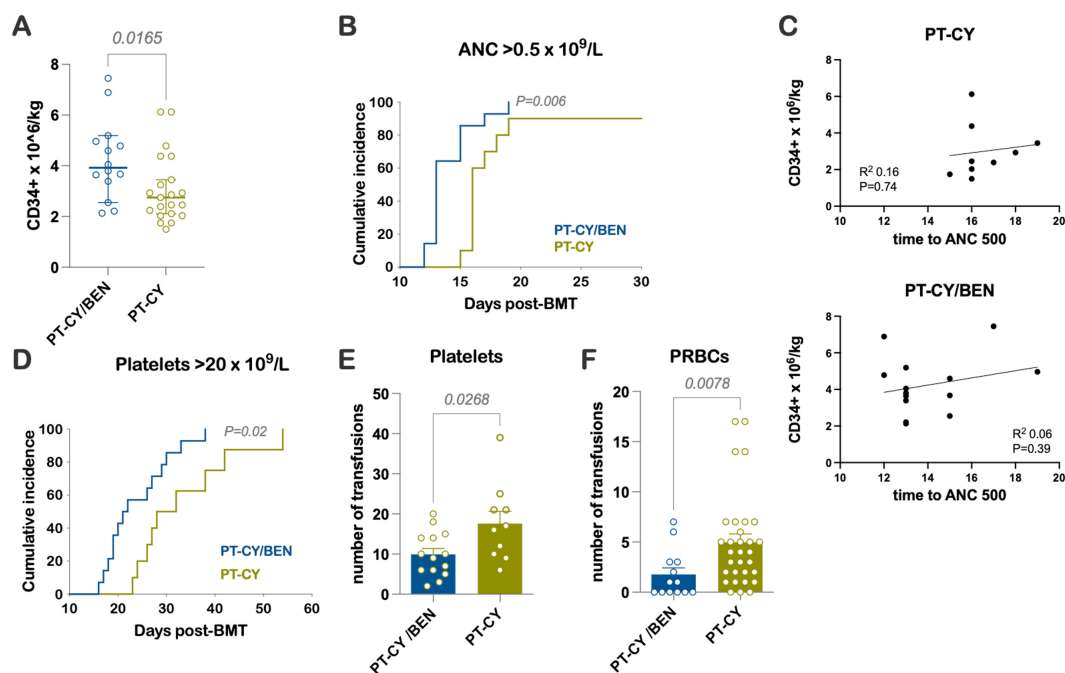 A
0.0165
CD34+ x 10^6/kg
8
6
4
2
0
PT-CY/BEN
PT-CY
B
ANC >0.5 x 10⁹/L
P=0.006
Cumulative incidence
100
80
60
40
20
0
PT-CY/BEN
PT-CY
10 15 20 25 30
Days post-BMT
C
PT-CY
CD34+ x 10⁶/kg
8
6
4
2
0
R² 0.16
P=0.74
10 12 14 16 18 20
time to ANC 500
PT-CY/BEN
CD34+ x 10⁶/kg
8
6
4
2
0
R² 0.06
P=0.39
10 12 14 16 18 20
time to ANC 500
D
Platelets >20 x 10⁹/L
P=0.02
Cumulative incidence
100
80
60
40
20
0
PT-CY/BEN
PT-CY
10 20 30 40 50 60
Days post-BMT
E
Platelets
0.0268
number of transfusions
50
40
30
20
10
0
PT-CY /BEN
PT-CY
F
PRBCs
0.0078
number of transfusions
20
15
10
5
0
PT-CY /BEN
PT-CY